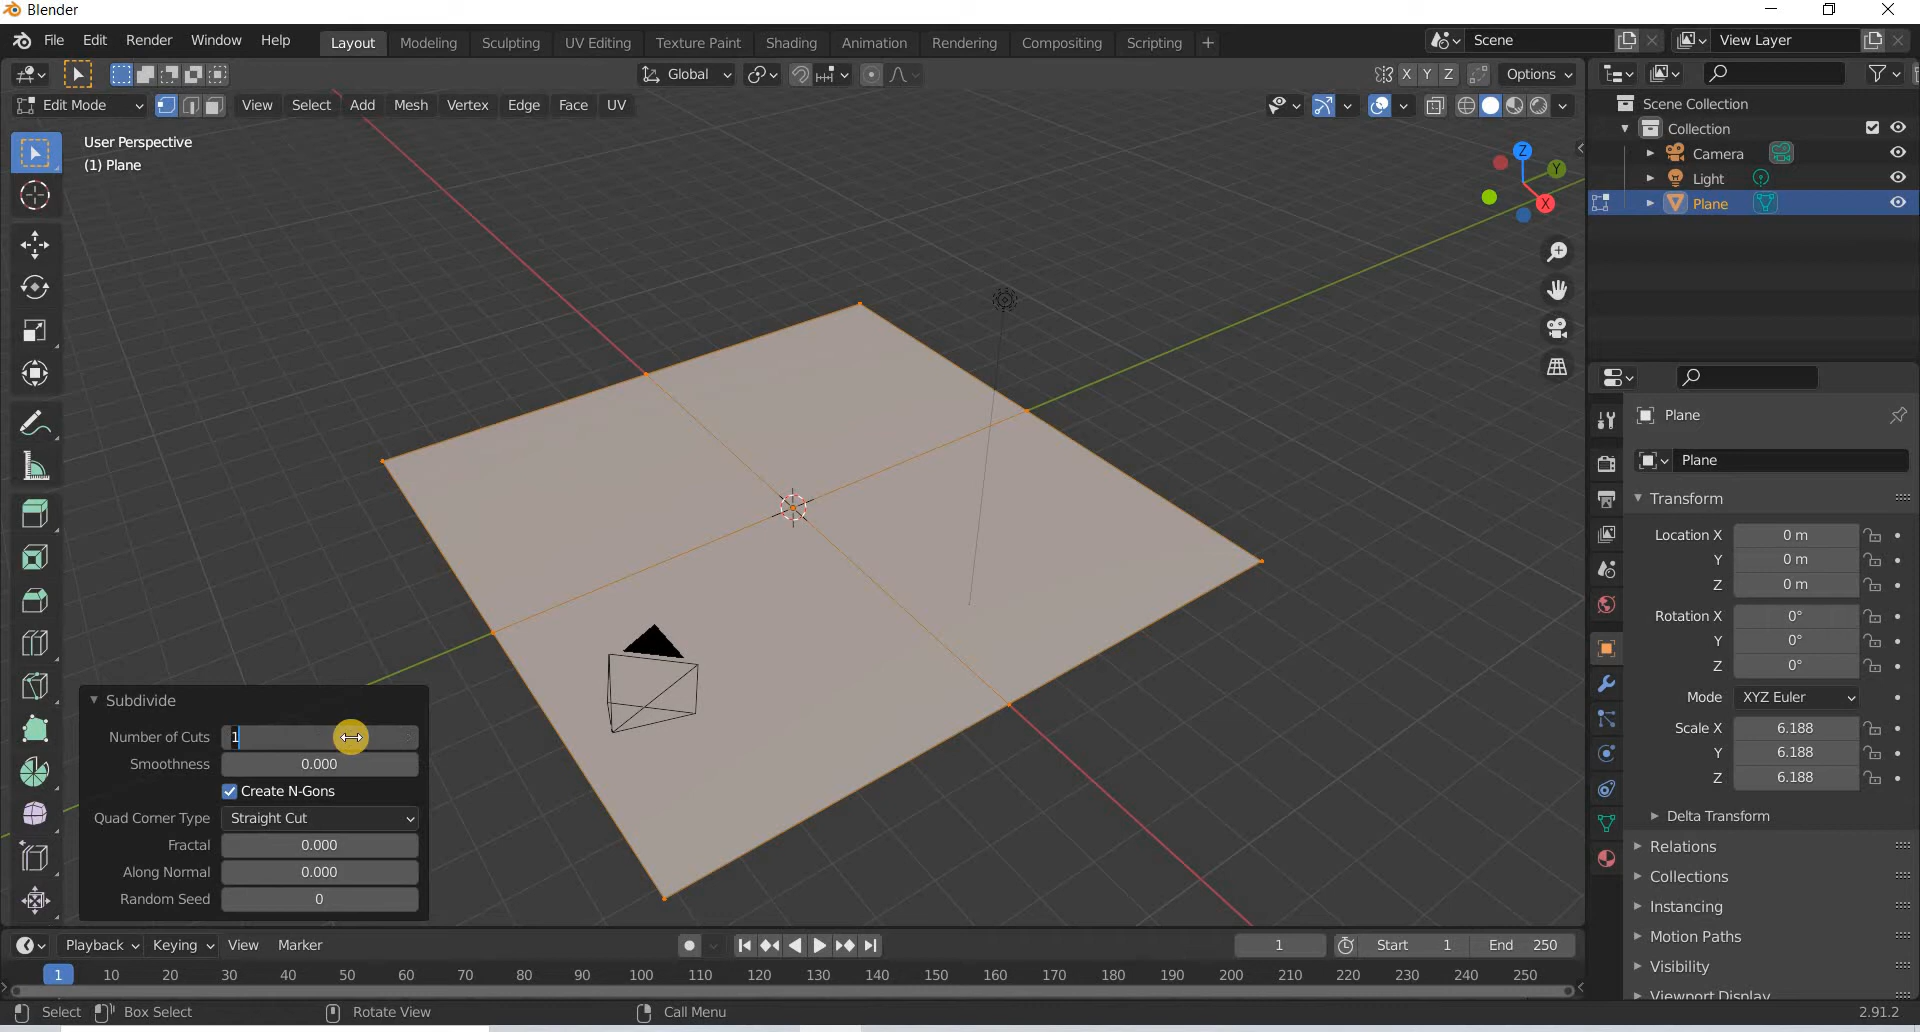 Blender
File Edit Render Window Help Layout Modeling Sculpting UV Editing Texture Paint Shading Animation Rendering Compositing Scripting + Scene View Layer
Global X Y Z Options
Edit Mode View Select Add Mesh Vertex Edge Face UV
User Perspective
(1) Plane
Z
Y
X
Scene Collection
Collection
Camera
Light
Plane
Plane
Plane
Transform
Location X 0 m
Y 0 m
Z 0 m
Rotation X 0°
Y 0°
Z 0°
Mode XYZ Euler
Scale X 6.188
Y 6.188
Z 6.188
Delta Transform
Relations
Collections
Instancing
Motion Paths
Visibility
Viewport Display
Subdivide
Number of Cuts 1
Smoothness 0.000
Create N-Gons
Quad Corner Type Straight Cut
Fractal 0.000
Along Normal 0.000
Random Seed 0
Playback Keying View Marker 1 Start 1 End 250
1 10 20 30 40 50 60 70 80 90 100 110 120 130 140 150 160 170 180 190 200 210 220 230 240 250
Select Box Select Rotate View Call Menu 2.91.2